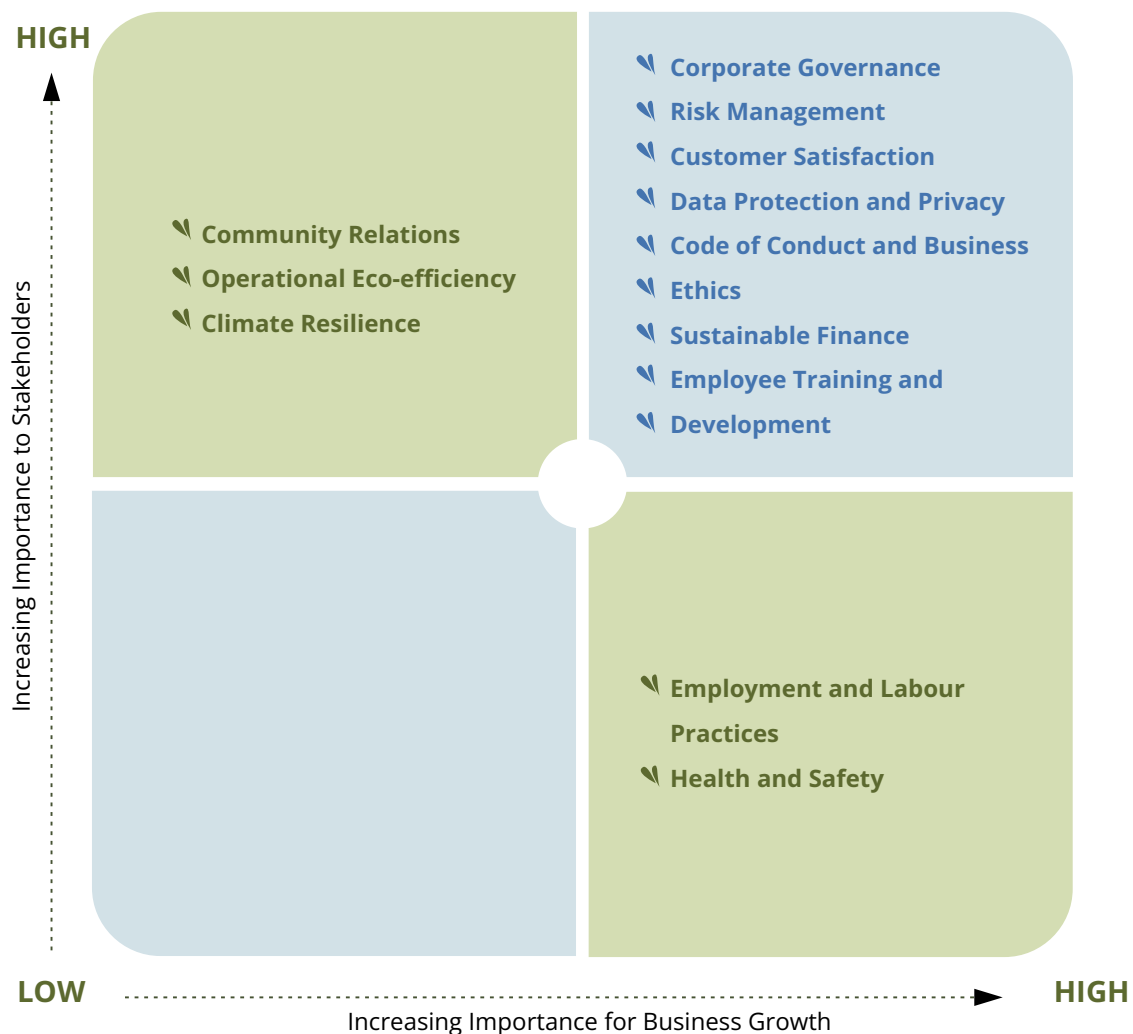 HIGH
Corporate Governance
Risk Management
Customer Satisfaction
Data Protection and Privacy
Code of Conduct and Business
Ethics
Sustainable Finance
Employee Training and
Development
Community Relations
Operational Eco-efficiency
Climate Resilience
Increasing Importance to Stakeholders
Employment and Labour
Practices
Health and Safety
LOW
HIGH
Increasing Importance for Business Growth